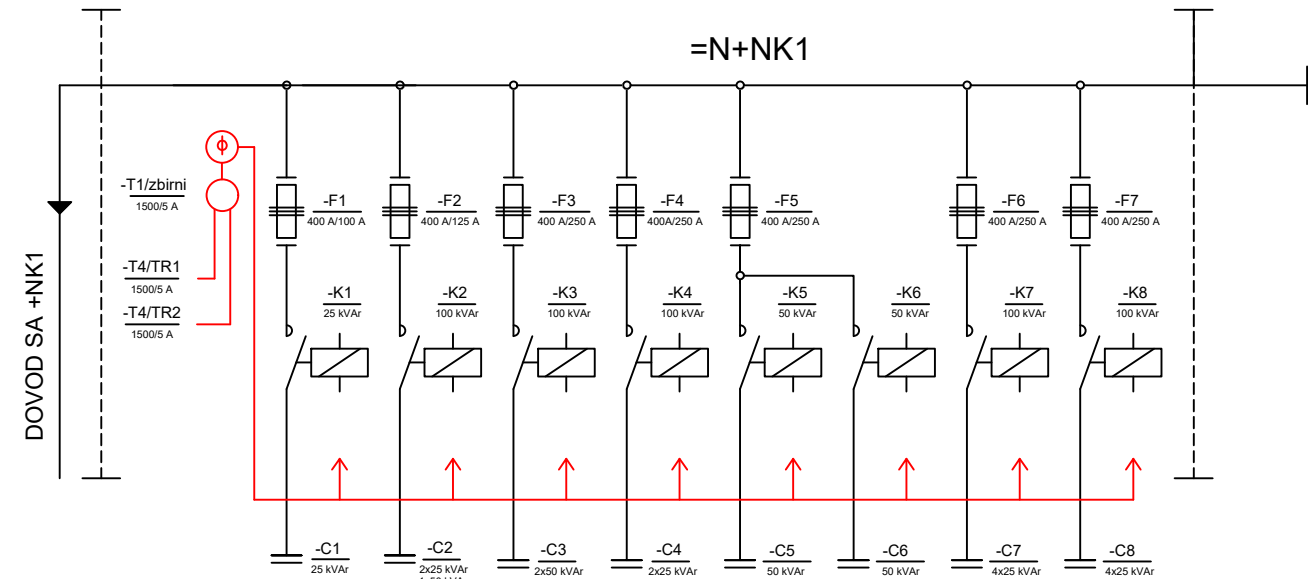 =N+NK1
DOVOD SA +NK1
-T1/zbirni
1500/5 A
-T4/TR1
1500/5 A
-T4/TR2
1500/5 A
-F1
400 A/100 A
-F2
400 A/125 A
-F3
400 A/250 A
-F4
400A/250 A
-F5
400 A/250 A
-F6
400 A/250 A
-F7
400 A/250 A
-K1
25 kVAr
-K2
100 kVAr
-K3
100 kVAr
-K4
100 kVAr
-K5
50 kVAr
-K6
50 kVAr
-K7
100 kVAr
-K8
100 kVAr
-C1
25 kVAr
-C2
2x25 kVAr
-C3
2x50 kVAr
-C4
2x25 kVAr
-C5
50 kVAr
-C6
50 kVAr
-C7
4x25 kVAr
-C8
4x25 kVAr